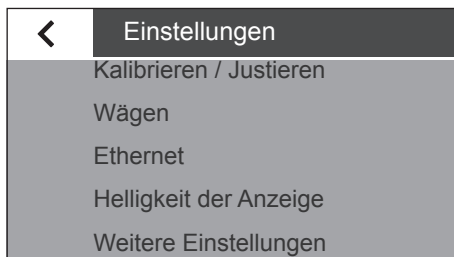 Einstellungen
Kalibrieren / Justieren
Wägen
Ethernet
Helligkeit der Anzeige
Weitere Einstellungen